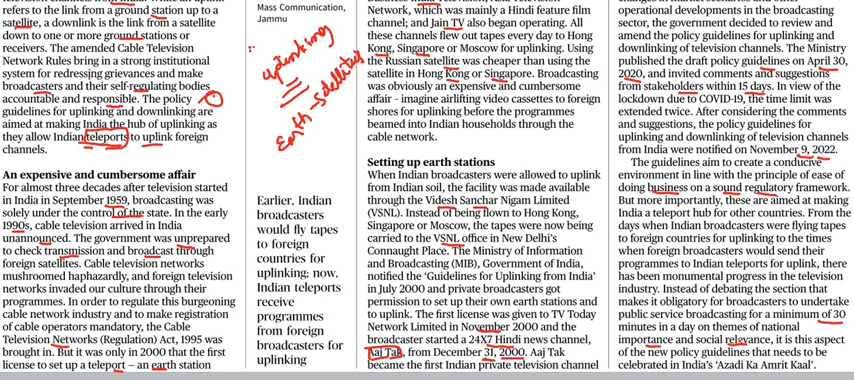 refers to the link from a ground station up to a
satellite, a downlink is the link from a satellite
down to one or more ground stations or
receivers. The amended Cable Television
Network Rules bring in a strong institutional
system for redressing grievances and make
broadcasters and their self-regulating bodies
accountable and responsible. The policy
guidelines for uplinking and downlinking are
aimed at making India the hub of uplinking as
they allow Indian teleports to uplink foreign
channels.
An expensive and cumbersome affair
For almost three decades after television started
in India in September 1959, broadcasting was
solely under the control of the state. In the early
1990s, cable television arrived in India
unannounced. The government was unprepared
to check transmission and broadcast through
foreign satellites. Cable television networks
mushroomed haphazardly, and foreign television
networks invaded our culture through their
programmes. In order to regulate this burgeoning
cable network industry and to make registration
of cable operators mandatory, the Cable
Television Networks (Regulation) Act, 1995 was
brought in. But it was only in 2000 that the first
license to set up a teleport – an earth station
Mass Communication,
Jammu
uplinking
Earth - satellites
Earlier, Indian
broadcasters
would fly tapes
to foreign
countries for
uplinking; now,
Indian teleports
receive
programmes
from foreign
broadcasters for
uplinking
Network, which was mainly a Hindi feature film
channel; and Jain TV also began operating. All
these channels flew out tapes every day to Hong
Kong, Singapore or Moscow for uplinking. Using
the Russian satellite was cheaper than using the
satellite in Hong Kong or Singapore. Broadcasting
was obviously an expensive and cumbersome
affair - imagine airlifting video cassettes to foreign
shores for uplinking before the programmes
beamed into Indian households through the
cable network.
Setting up earth stations
When Indian broadcasters were allowed to uplink
from Indian soil, the facility was made available
through the Videsh Sanchar Nigam Limited
(VSNL). Instead of being flown to Hong Kong,
Singapore or Moscow, the tapes were now being
carried to the VSNL office in New Delhi's
Connaught Place. The Ministry of Information
and Broadcasting (MIB), Government of India,
notified the 'Guidelines for Uplinking from India'
in July 2000 and private broadcasters got
permission to set up their own earth stations and
to uplink. The first license was given to TV Today
Network Limited in November 2000 and the
broadcaster started a 24X7 Hindi news channel,
Aaj Tak, from December 31, 2000. Aaj Tak
became the first Indian private television channel
operational developments in the broadcasting
sector, the government decided to review and
amend the policy guidelines for uplinking and
downlinking of television channels. The Ministry
published the draft policy guidelines on April 30,
2020, and invited comments and suggestions
from stakeholders within 15 days. In view of the
lockdown due to COVID-19, the time limit was
extended twice. After considering the comments
and suggestions, the policy guidelines for
uplinking and downlinking of television channels
from India were notified on November 9, 2022.
The guidelines aim to create a conducive
environment in line with the principle of ease of
doing business on a sound regulatory framework.
But more importantly, these are aimed at making
India a teleport hub for other countries. From the
days when Indian broadcasters were flying tapes
to foreign countries for uplinking to the times
when foreign broadcasters would send their
programmes to Indian teleports for uplink, there
has been monumental progress in the television
industry. Instead of debating the section that
makes it obligatory for broadcasters to undertake
public service broadcasting for a minimum of 30
minutes in a day on themes of national
importance and social relevance, it is this aspect
of the new policy guidelines that needs to be
celebrated in India's 'Azadi Ka Amrit Kaal'.